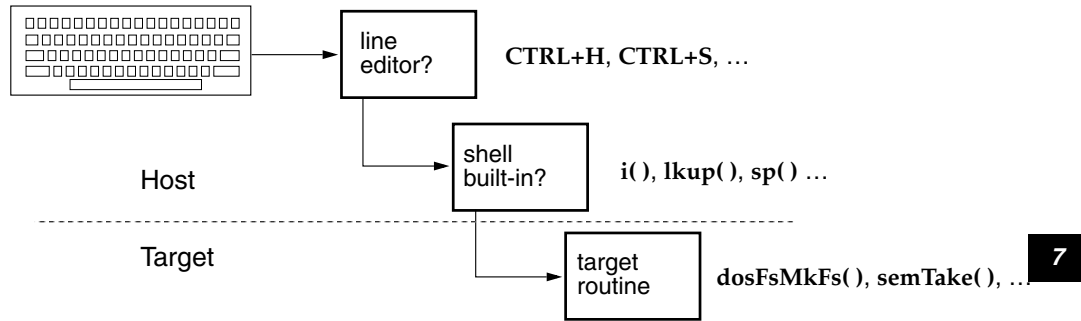 line
editor?
CTRL+H, CTRL+S, …
shell
built-in?
i( ), lkup( ), sp( ) …
Host
Target
7
target
routine
dosFsMkFs( ), semTake( ), …